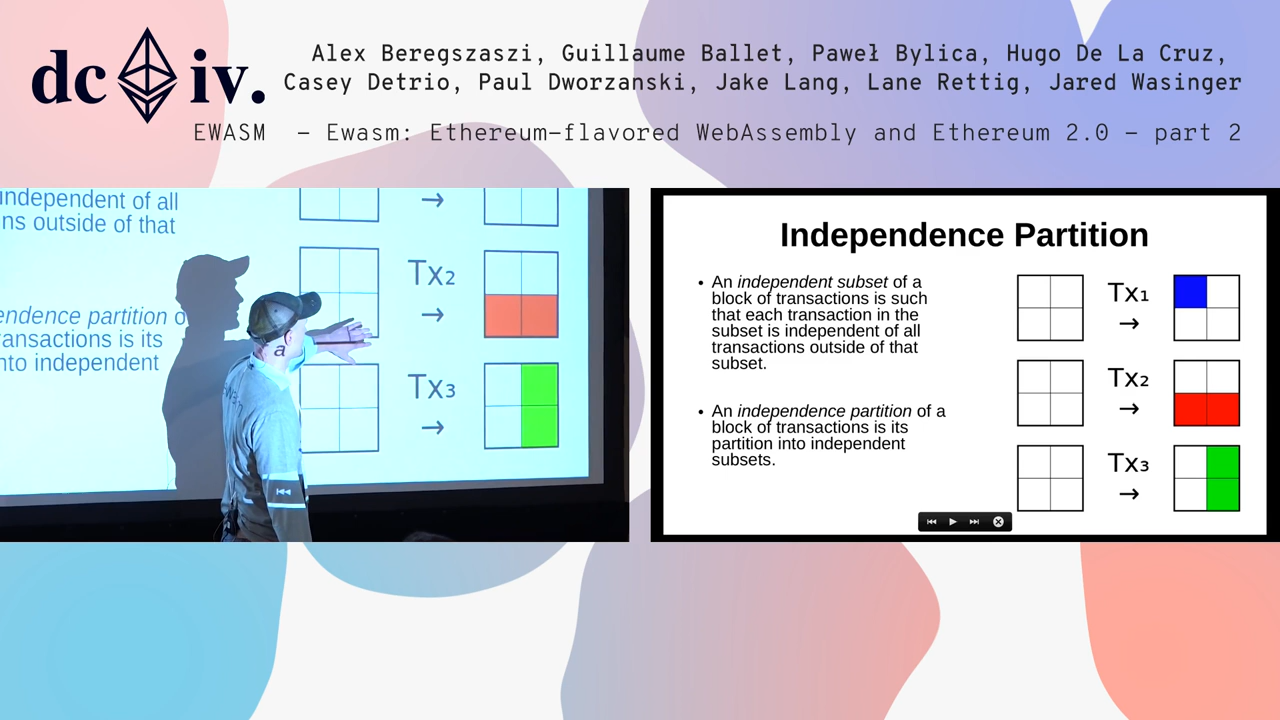 dc iv.
Alex Beregszaszi, Guillaume Ballet, Paweł Bylica, Hugo De La Cruz,
Casey Detrio, Paul Dworzanski, Jake Lang, Lane Rettig, Jared Wasinger
EWASM - Ewasm: Ethereum-flavored WebAssembly and Ethereum 2.0 - part 2
independent of all
ns outside of that
endence partition o
ransactions is its
nto independent
→
Tx₂
→
Tx₃
→
a
Independence Partition
• An independent subset of a
block of transactions is such
that each transaction in the
subset is independent of all
transactions outside of that
subset.
• An independence partition of a
block of transactions is its
partition into independent
subsets.
Tx₁
→
Tx₂
→
Tx₃
→